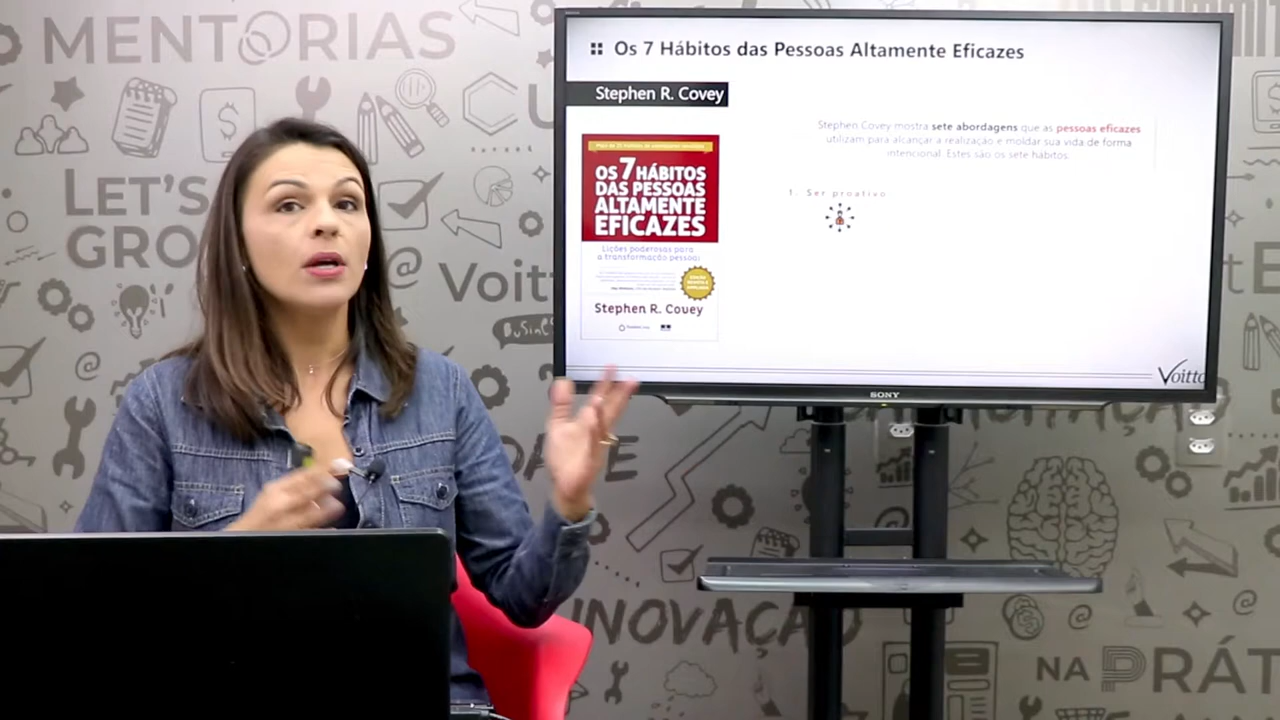 MENTORIAS
LET'S
GRO
Voitt
BUSINES
INOVAÇÃO
NA PRÁT
Os 7 Hábitos das Pessoas Altamente Eficazes
Stephen R. Covey
Stephen Covey mostra sete abordagens que as pessoas eficazes
utilizam para alcançar a realização e moldar sua vida de forma
intencional. Estes são os sete hábitos:
1. Ser proativo
OS 7 HÁBITOS
DAS PESSOAS
ALTAMENTE
EFICAZES
Lições poderosas para
a transformação pessoal
Stephen R. Covey
Voitto
SONY